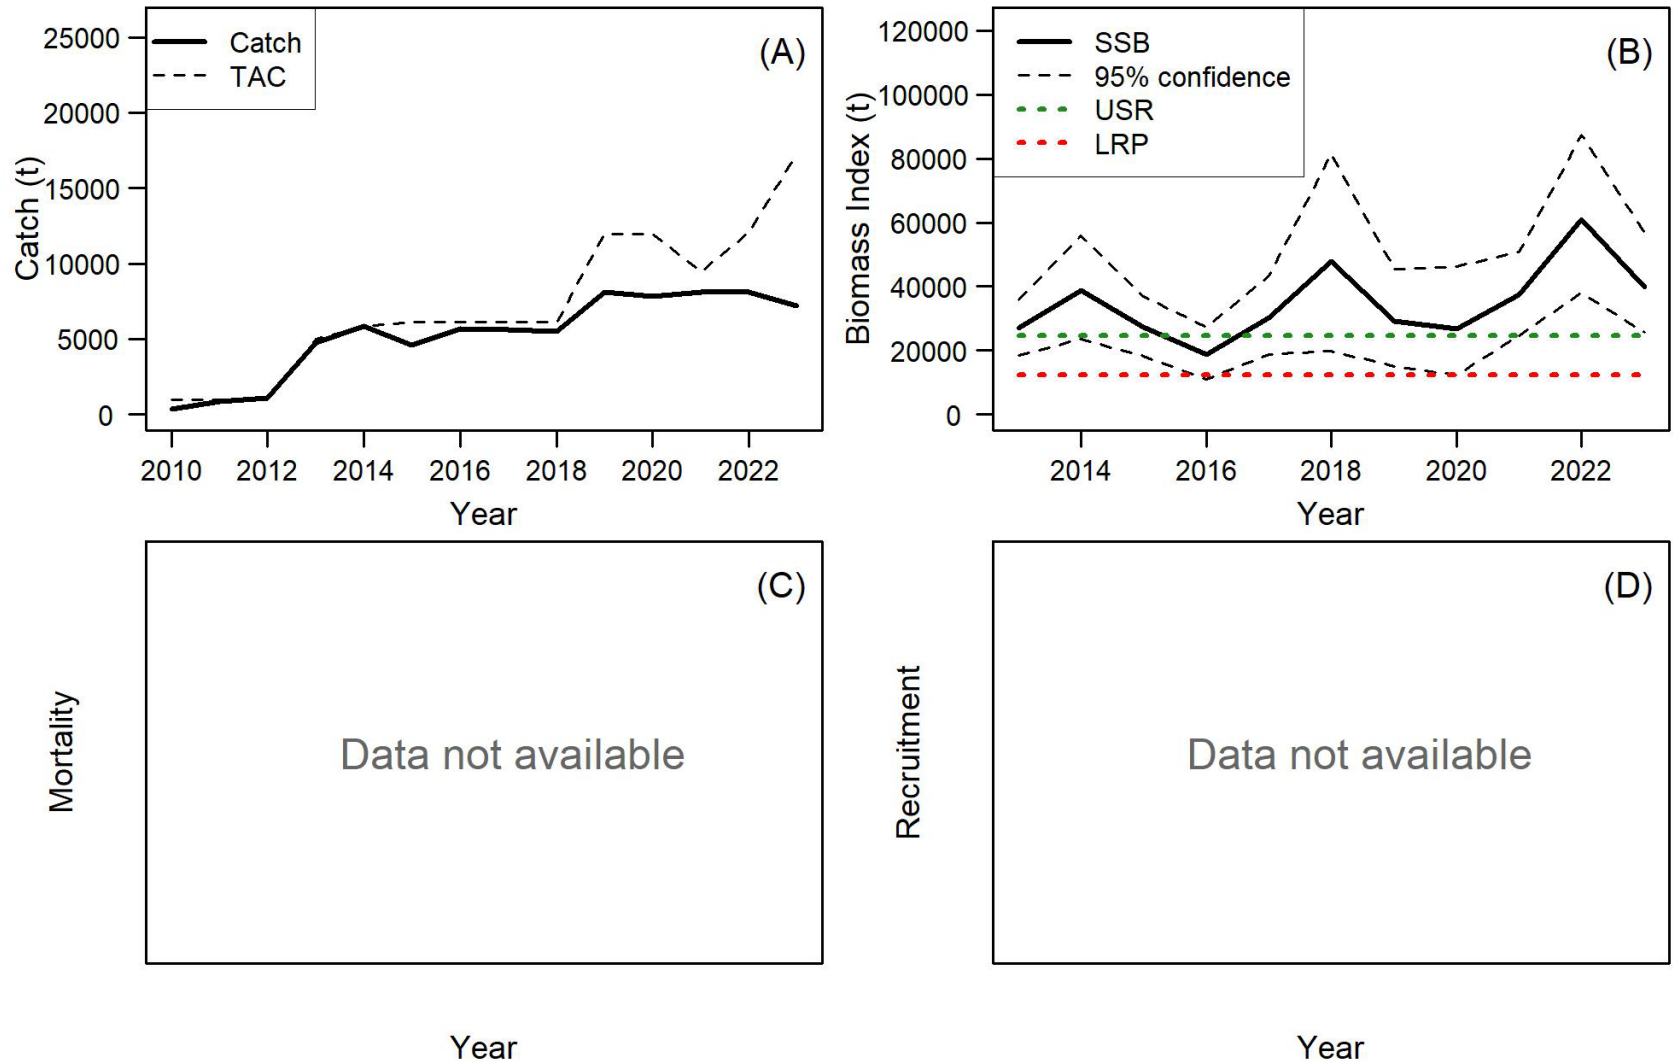 25000
20000
15000
10000
5000
0
Catch (t)
Catch
TAC
(A)
2010 2012 2014 2016 2018 2020 2022
Year
120000
100000
80000
60000
40000
20000
0
Biomass Index (t)
SSB
95% confidence
USR
LRP
(B)
2014 2016 2018 2020 2022
Year
(C)
Mortality
Data not available
Year
(D)
Recruitment
Data not available
Year